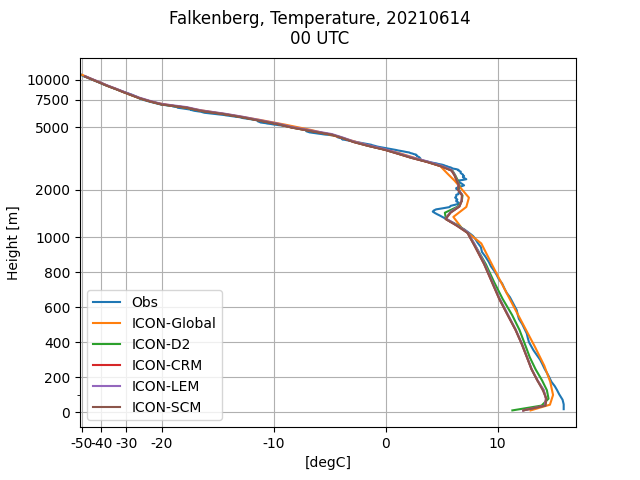 Falkenberg, Temperature, 20210614
00 UTC
10000
7500
5000
2000
1000
800
600
400
200
0
Height [m]
Obs
ICON-Global
ICON-D2
ICON-CRM
ICON-LEM
ICON-SCM
-50 -40 -30 -20 -10 0 10
[degC]